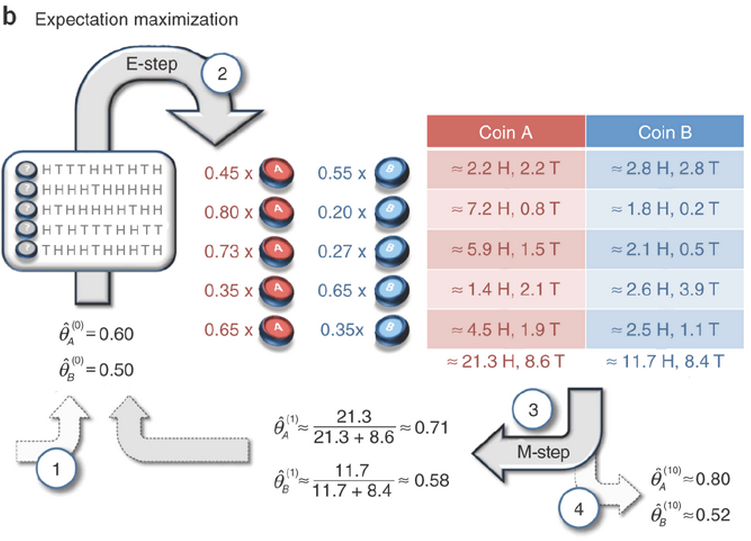 b Expectation maximization
E-step
2
? HTTTHHTHTH
? HHHHTHHHHH
? HTHHHHHTHH
? HTHTTTHHTT
? THHHTHHHTH
0.45 x A 0.55 x B
0.80 x A 0.20 x B
0.73 x A 0.27 x B
0.35 x A 0.65 x B
0.65 x A 0.35x B
Coin A Coin B
≈ 2.2 H, 2.2 T ≈ 2.8 H, 2.8 T
≈ 7.2 H, 0.8 T ≈ 1.8 H, 0.2 T
≈ 5.9 H, 1.5 T ≈ 2.1 H, 0.5 T
≈ 1.4 H, 2.1 T ≈ 2.6 H, 3.9 T
≈ 4.5 H, 1.9 T ≈ 2.5 H, 1.1 T
≈ 21.3 H, 8.6 T ≈ 11.7 H, 8.4 T
θ̂_A^(0) = 0.60
θ̂_B^(0) = 0.50
1
3
M-step
θ̂_A^(1) ≈ 21.3 / (21.3 + 8.6) ≈ 0.71
θ̂_B^(1) ≈ 11.7 / (11.7 + 8.4) ≈ 0.58
4
θ̂_A^(10) ≈ 0.80
θ̂_B^(10) ≈ 0.52